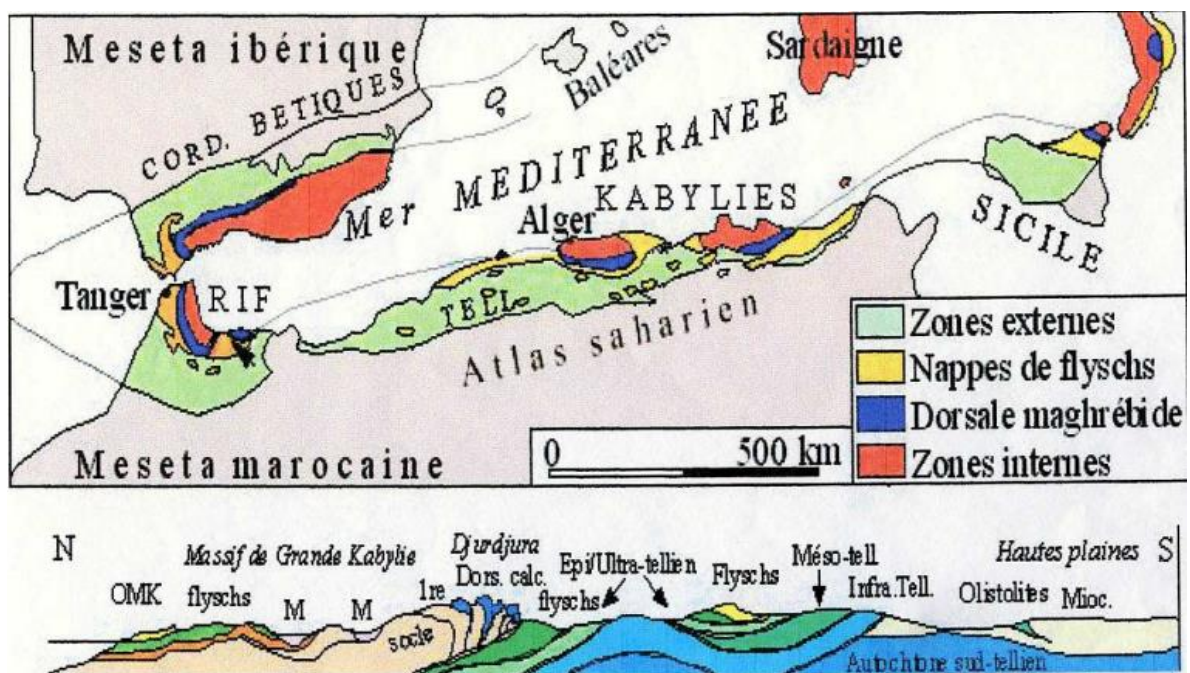 Meseta ibérique
Sardaigne
Baléares
CORD. BETIQUES
Mer MEDITERRANEE
KABYLIES
Alger
SICILE
Tanger
RIF
TELL
Atlas saharien
Meseta marocaine
0 500 km
Zones externes
Nappes de flyschs
Dorsale maghrébide
Zones internes
N
Massif de Grande Kabylie
Djurdjura
Hautes plaines S
OMK
flyschs
M
M
1re
Dors. calc.
flyschs
Epi/Ultra-tellien
Flyschs
Méso-tell.
Infra Tell.
Olistolites
Mioc.
socle
Autochtone sud-tellien